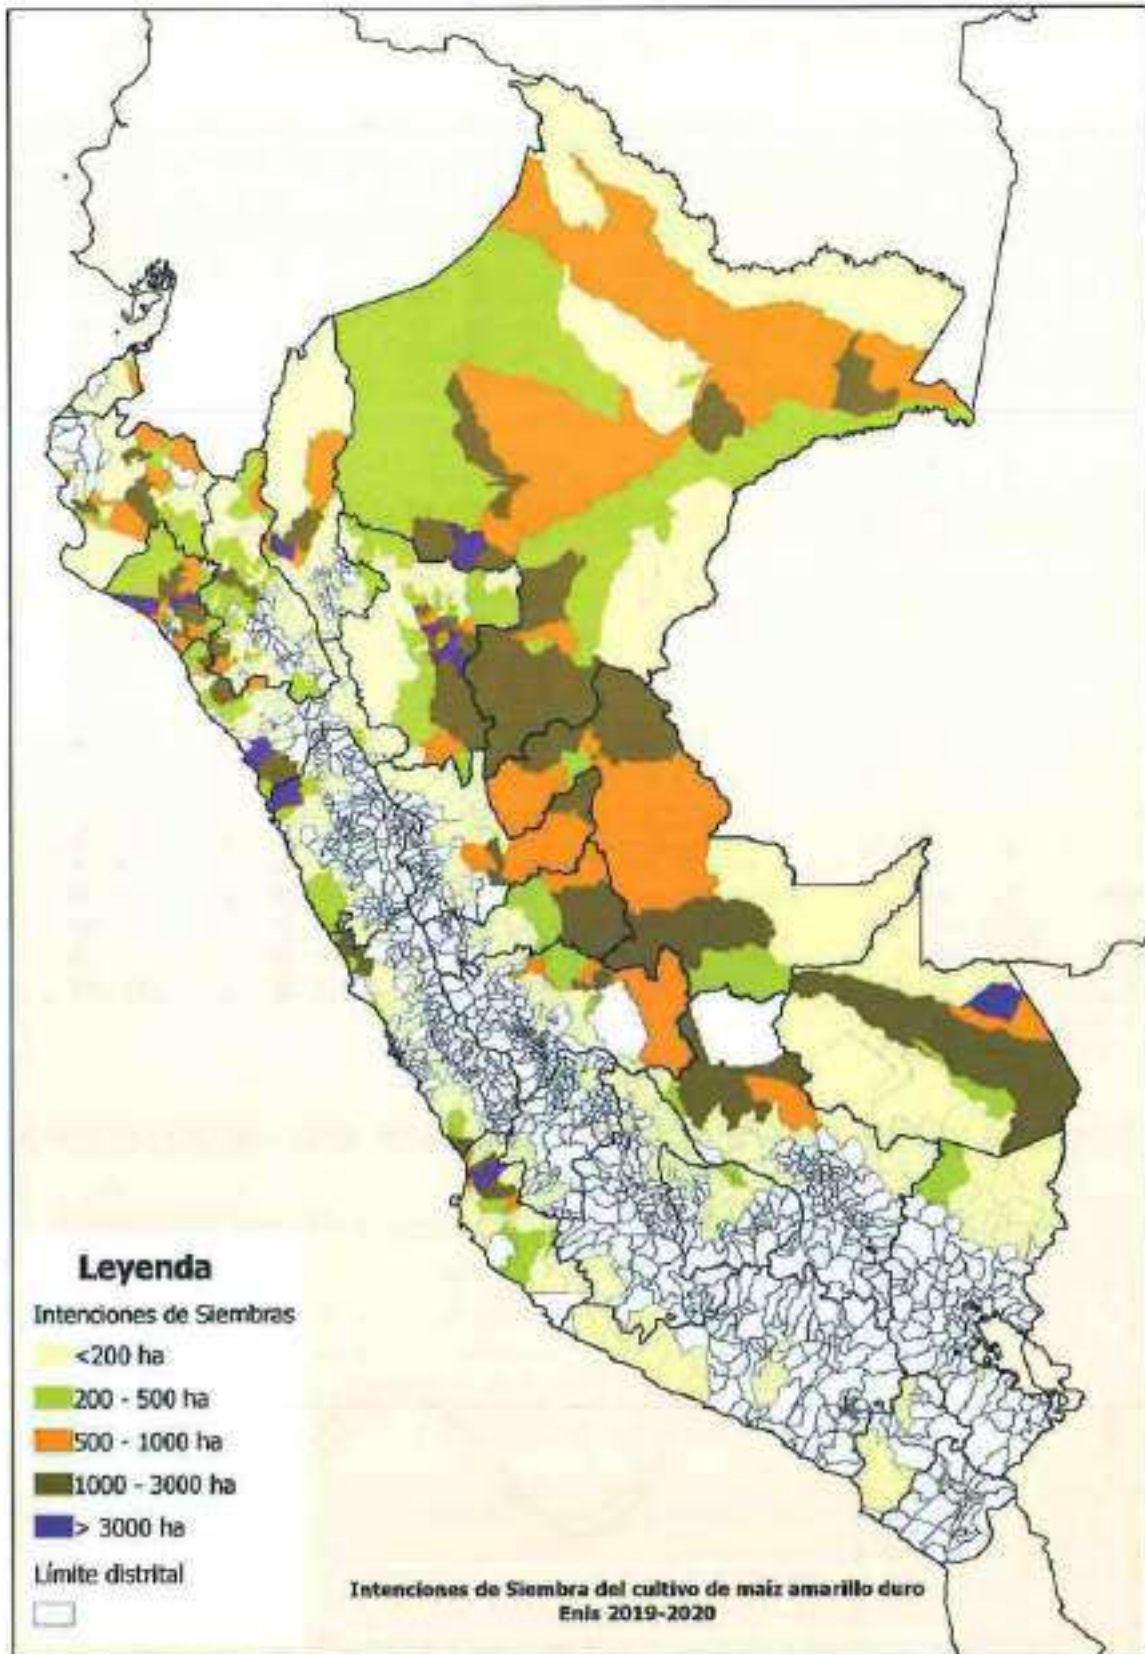 Leyenda
Intenciones de Siembras
<200 ha
200 - 500 ha
500 - 1000 ha
1000 - 3000 ha
> 3000 ha
Límite distrital
Intenciones de Siembra del cultivo de maíz amarillo duro
Enis 2019-2020